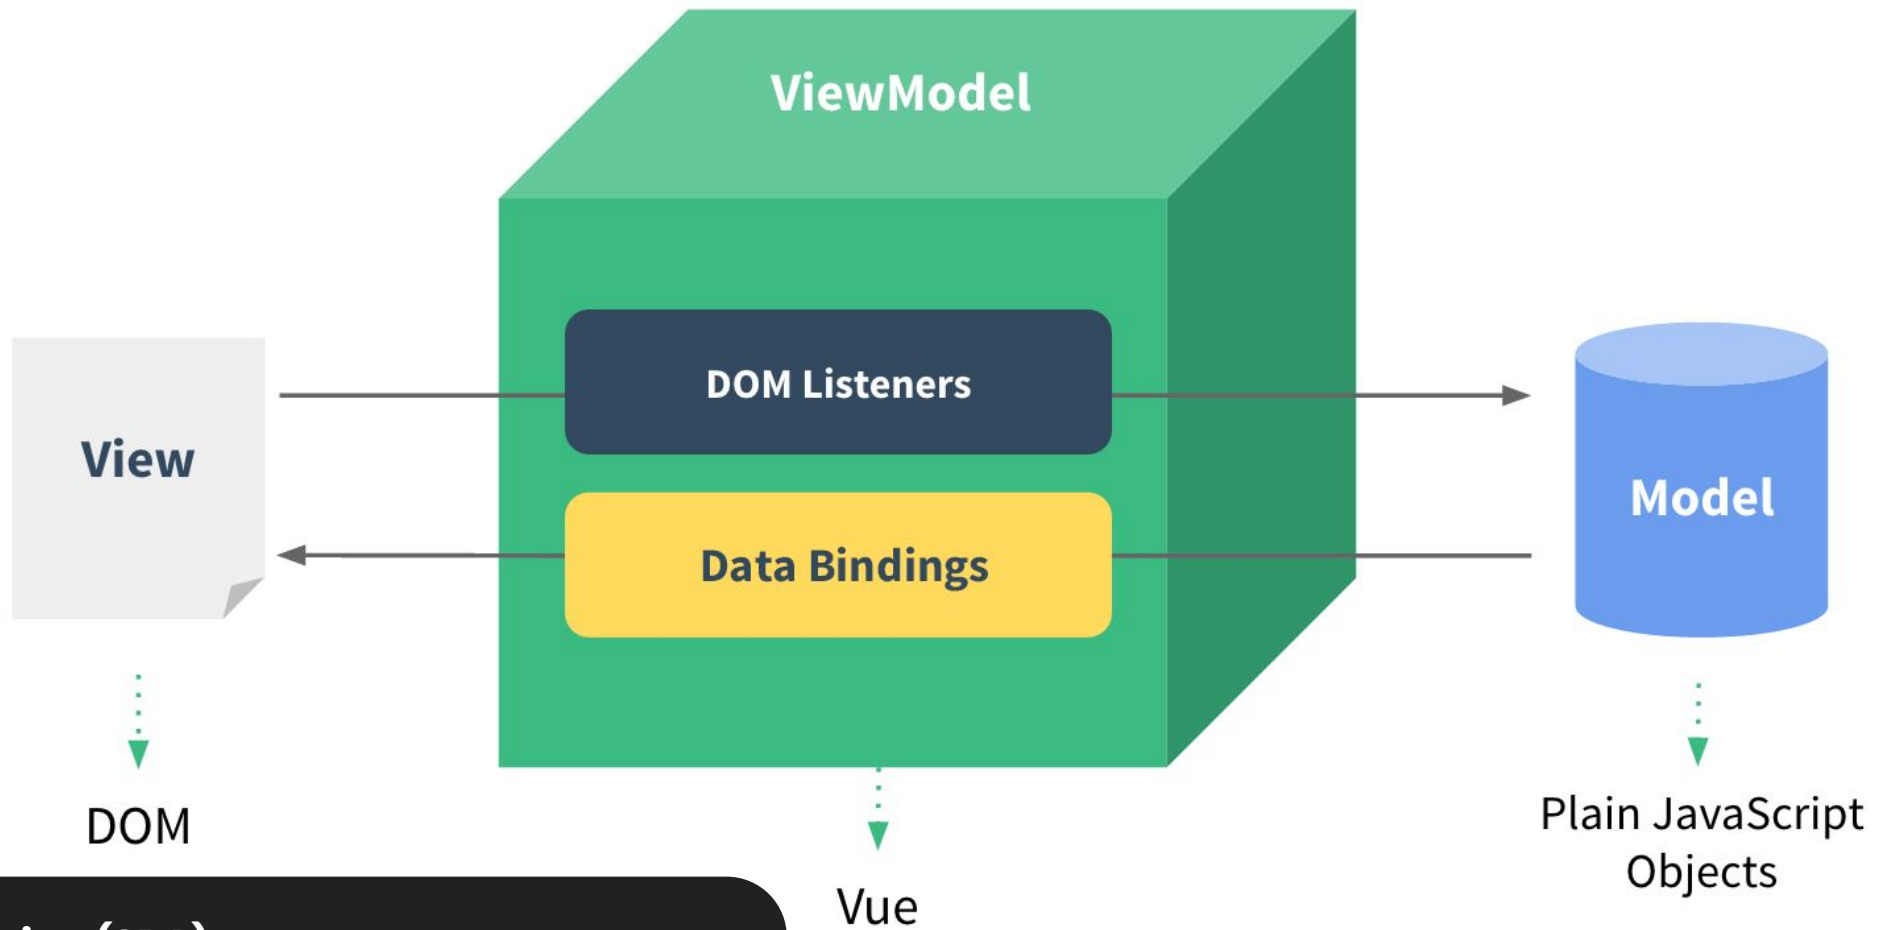 ViewModel
DOM Listeners
View
Model
Data Bindings
DOM
Plain JavaScript
Objects
Vue